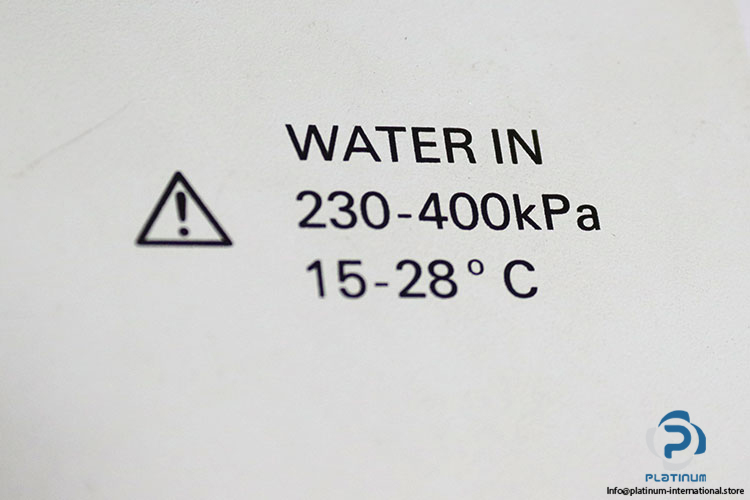 WATER IN
230-400kPa
15-28° C
PLATINUM
Info@platinum-international.store